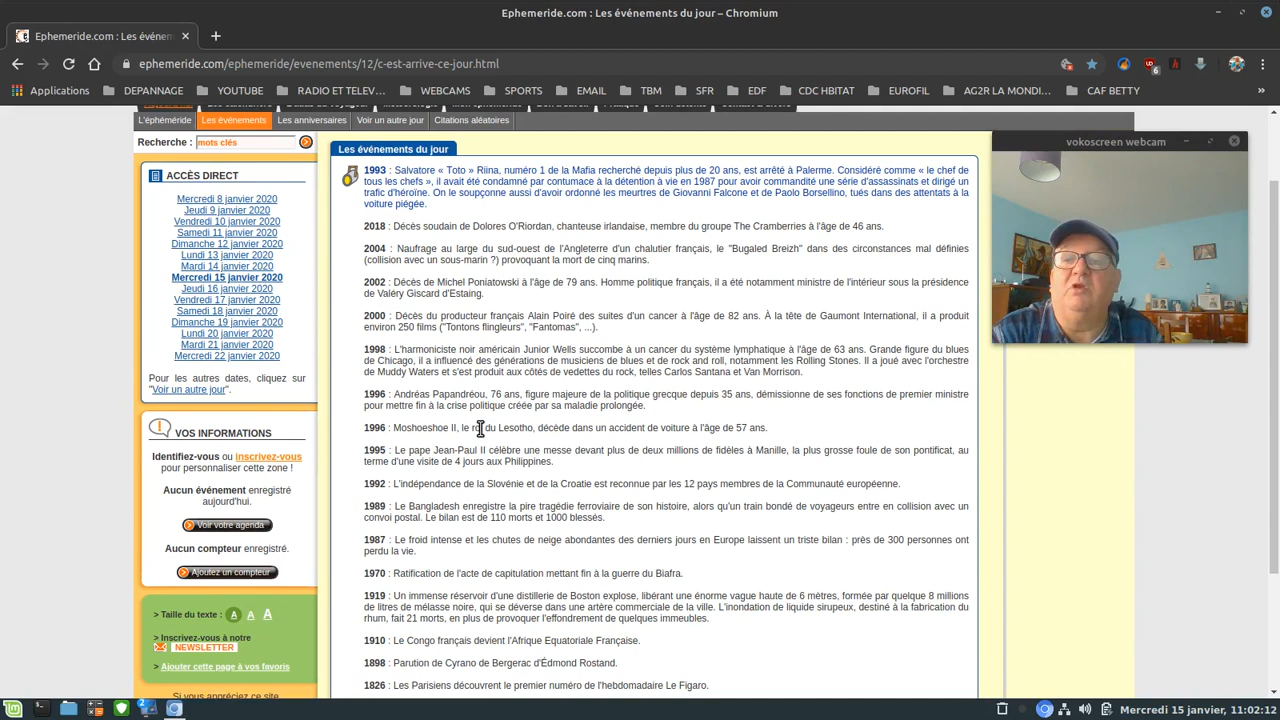 Ephemeride.com : Les événements du jour – Chromium
Ephemeride.com : Les événem
ephemeride.com/ephemeride/evenements/12/c-est-arrive-ce-jour.html
6
Applications DEPANNAGE YOUTUBE RADIO ET TELEV... WEBCAMS SPORTS EMAIL TBM SFR EDF CDC HBITAT EUROFIL AG2R LA MONDI... CAF BETTY »
L'éphéméride Les événements Les anniversaires Voir un autre jour Citations aléatoires
Recherche : mots clés
ACCÈS DIRECT
Mercredi 8 janvier 2020
Jeudi 9 janvier 2020
Vendredi 10 janvier 2020
Samedi 11 janvier 2020
Dimanche 12 janvier 2020
Lundi 13 janvier 2020
Mardi 14 janvier 2020
Mercredi 15 janvier 2020
Jeudi 16 janvier 2020
Vendredi 17 janvier 2020
Samedi 18 janvier 2020
Dimanche 19 janvier 2020
Lundi 20 janvier 2020
Mardi 21 janvier 2020
Mercredi 22 janvier 2020
Pour les autres dates, cliquez sur
"Voir un autre jour".
VOS INFORMATIONS
Identifiez-vous ou inscrivez-vous
pour personnaliser cette zone !
Aucun événement enregistré
aujourd'hui.
Voir votre agenda
Aucun compteur enregistré.
Ajoutez un compteur
> Taille du texte : A A A
> Inscrivez-vous à notre
NEWSLETTER
> Ajouter cette page à vos favoris
Si vous appréciez ce site
Les événements du jour
1993 : Salvatore « Toto » Riina, numéro 1 de la Mafia recherché depuis plus de 20 ans, est arrêté à Palerme. Considéré comme « le chef de
tous les chefs », il avait été condamné par contumace à la détention à vie en 1987 pour avoir commandité une série d'assassinats et dirigé un
trafic d'héroïne. On le soupçonne aussi d'avoir ordonné les meurtres de Giovanni Falcone et de Paolo Borsellino, tués dans des attentats à la
voiture piégée.
2018 : Décès soudain de Dolores O'Riordan, chanteuse irlandaise, membre du groupe The Cramberries à l'âge de 46 ans.
2004 : Naufrage au large du sud-ouest de l'Angleterre d'un chalutier français, le "Bugaled Breizh" dans des circonstances mal définies
(collision avec un sous-marin ?) provoquant la mort de cinq marins.
2002 : Décès de Michel Poniatowski à l'âge de 79 ans. Homme politique français, il a été notamment ministre de l'intérieur sous la présidence
de Valéry Giscard d'Estaing.
2000 : Décès du producteur français Alain Poiré des suites d'un cancer à l'âge de 82 ans. À la tête de Gaumont International, il a produit
environ 250 films ("Tontons flingleurs", "Fantomas", ...).
1998 : L'harmoniciste noir américain Junior Wells succombe à un cancer du système lymphatique à l'âge de 63 ans. Grande figure du blues
de Chicago, il a influencé des générations de musiciens de blues et de rock and roll, notamment les Rolling Stones. Il a joué avec l'orchestre
de Muddy Waters et s'est produit aux côtés de vedettes du rock, telles Carlos Santana et Van Morrison.
1996 : Andréas Papandréou, 76 ans, figure majeure de la politique grecque depuis 35 ans, démissionne de ses fonctions de premier ministre
pour mettre fin à la crise politique créée par sa maladie prolongée.
1996 : Moshoeshoe II, le roi du Lesotho, décède dans un accident de voiture à l'âge de 57 ans.
1995 : Le pape Jean-Paul II célèbre une messe devant plus de deux millions de fidèles à Manille, la plus grosse foule de son pontificat, au
terme d'une visite de 4 jours aux Philippines.
1992 : L'indépendance de la Slovénie et de la Croatie est reconnue par les 12 pays membres de la Communauté européenne.
1989 : Le Bangladesh enregistre la pire tragédie ferroviaire de son histoire, alors qu'un train bondé de voyageurs entre en collision avec un
convoi postal. Le bilan est de 110 morts et 1000 blessés.
1987 : Le froid intense et les chutes de neige abondantes des derniers jours en Europe laissent un triste bilan : près de 300 personnes ont
perdu la vie.
1970 : Ratification de l'acte de capitulation mettant fin à la guerre du Biafra.
1919 : Un immense réservoir d'une distillerie de Boston explose, libérant une énorme vague haute de 6 mètres, formée par quelque 8 millions
de litres de mélasse noire, qui se déverse dans une artère commerciale de la ville. L'inondation de liquide sirupeux, destiné à la fabrication du
rhum, fait 21 morts, en plus de provoquer l'effondrement de quelques immeubles.
1910 : Le Congo français devient l'Afrique Equatoriale Française.
1898 : Parution de Cyrano de Bergerac d'Édmond Rostand.
1826 : Les Parisiens découvrent le premier numéro de l'hebdomadaire Le Figaro.
vokoscreen webcam
2
Mercredi 15 janvier, 11:02:12